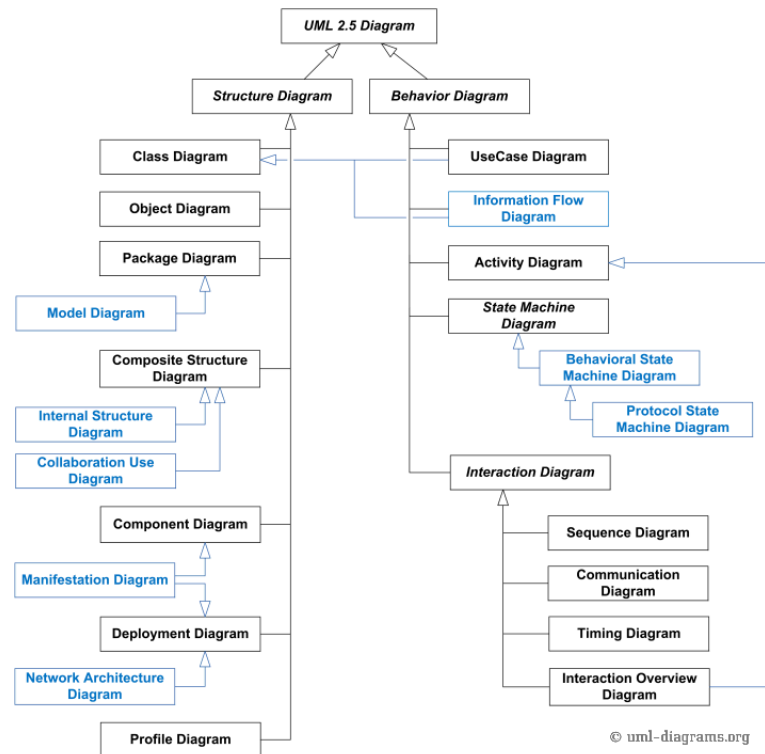 UML 2.5 Diagram
Structure Diagram
Behavior Diagram
Class Diagram
UseCase Diagram
Object Diagram
Information Flow
Diagram
Package Diagram
Activity Diagram
Model Diagram
State Machine
Diagram
Composite Structure
Diagram
Behavioral State
Machine Diagram
Internal Structure
Diagram
Protocol State
Machine Diagram
Collaboration Use
Diagram
Interaction Diagram
Component Diagram
Sequence Diagram
Manifestation Diagram
Communication
Diagram
Deployment Diagram
Timing Diagram
Network Architecture
Diagram
Interaction Overview
Diagram
Profile Diagram
© uml-diagrams.org